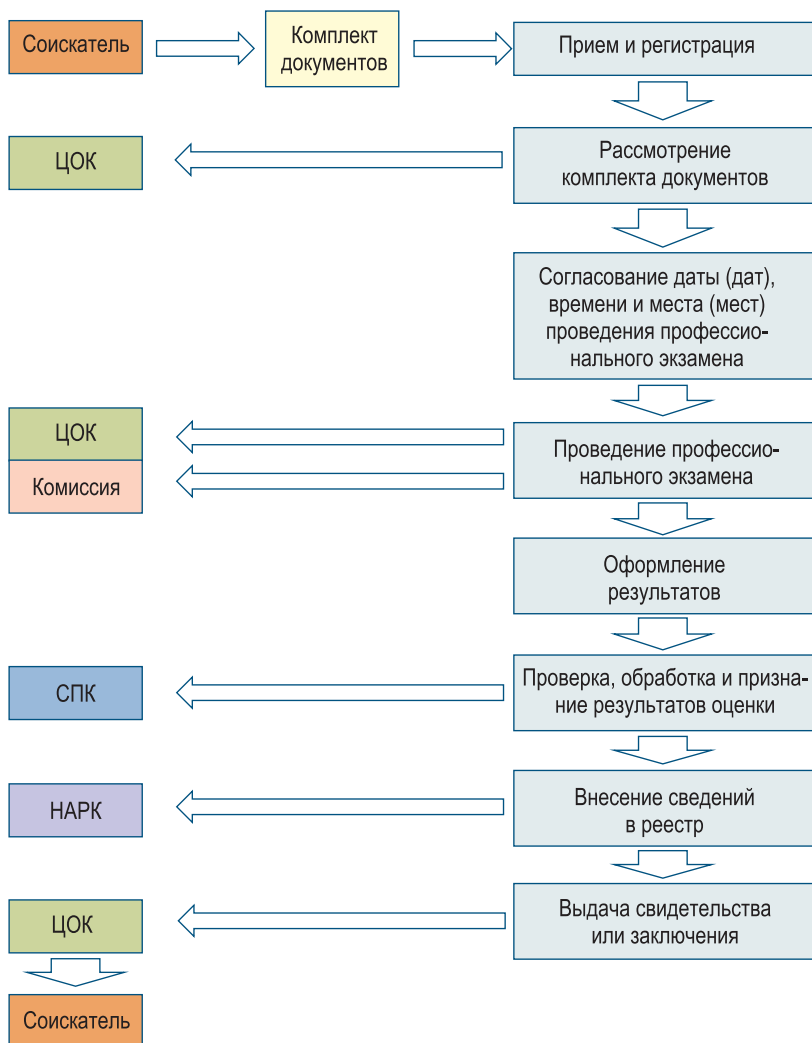 Соискатель
Комплект
документов
Прием и регистрация
ЦОК
Рассмотрение
комплекта документов
Согласование даты (дат),
времени и места (мест)
проведения профессио-
нального экзамена
ЦОК
Комиссия
Проведение профессио-
нального экзамена
Оформление
результатов
СПК
Проверка, обработка и призна-
ние результатов оценки
НАРК
Внесение сведений
в реестр
ЦОК
Выдача свидетельства
или заключения
Соискатель